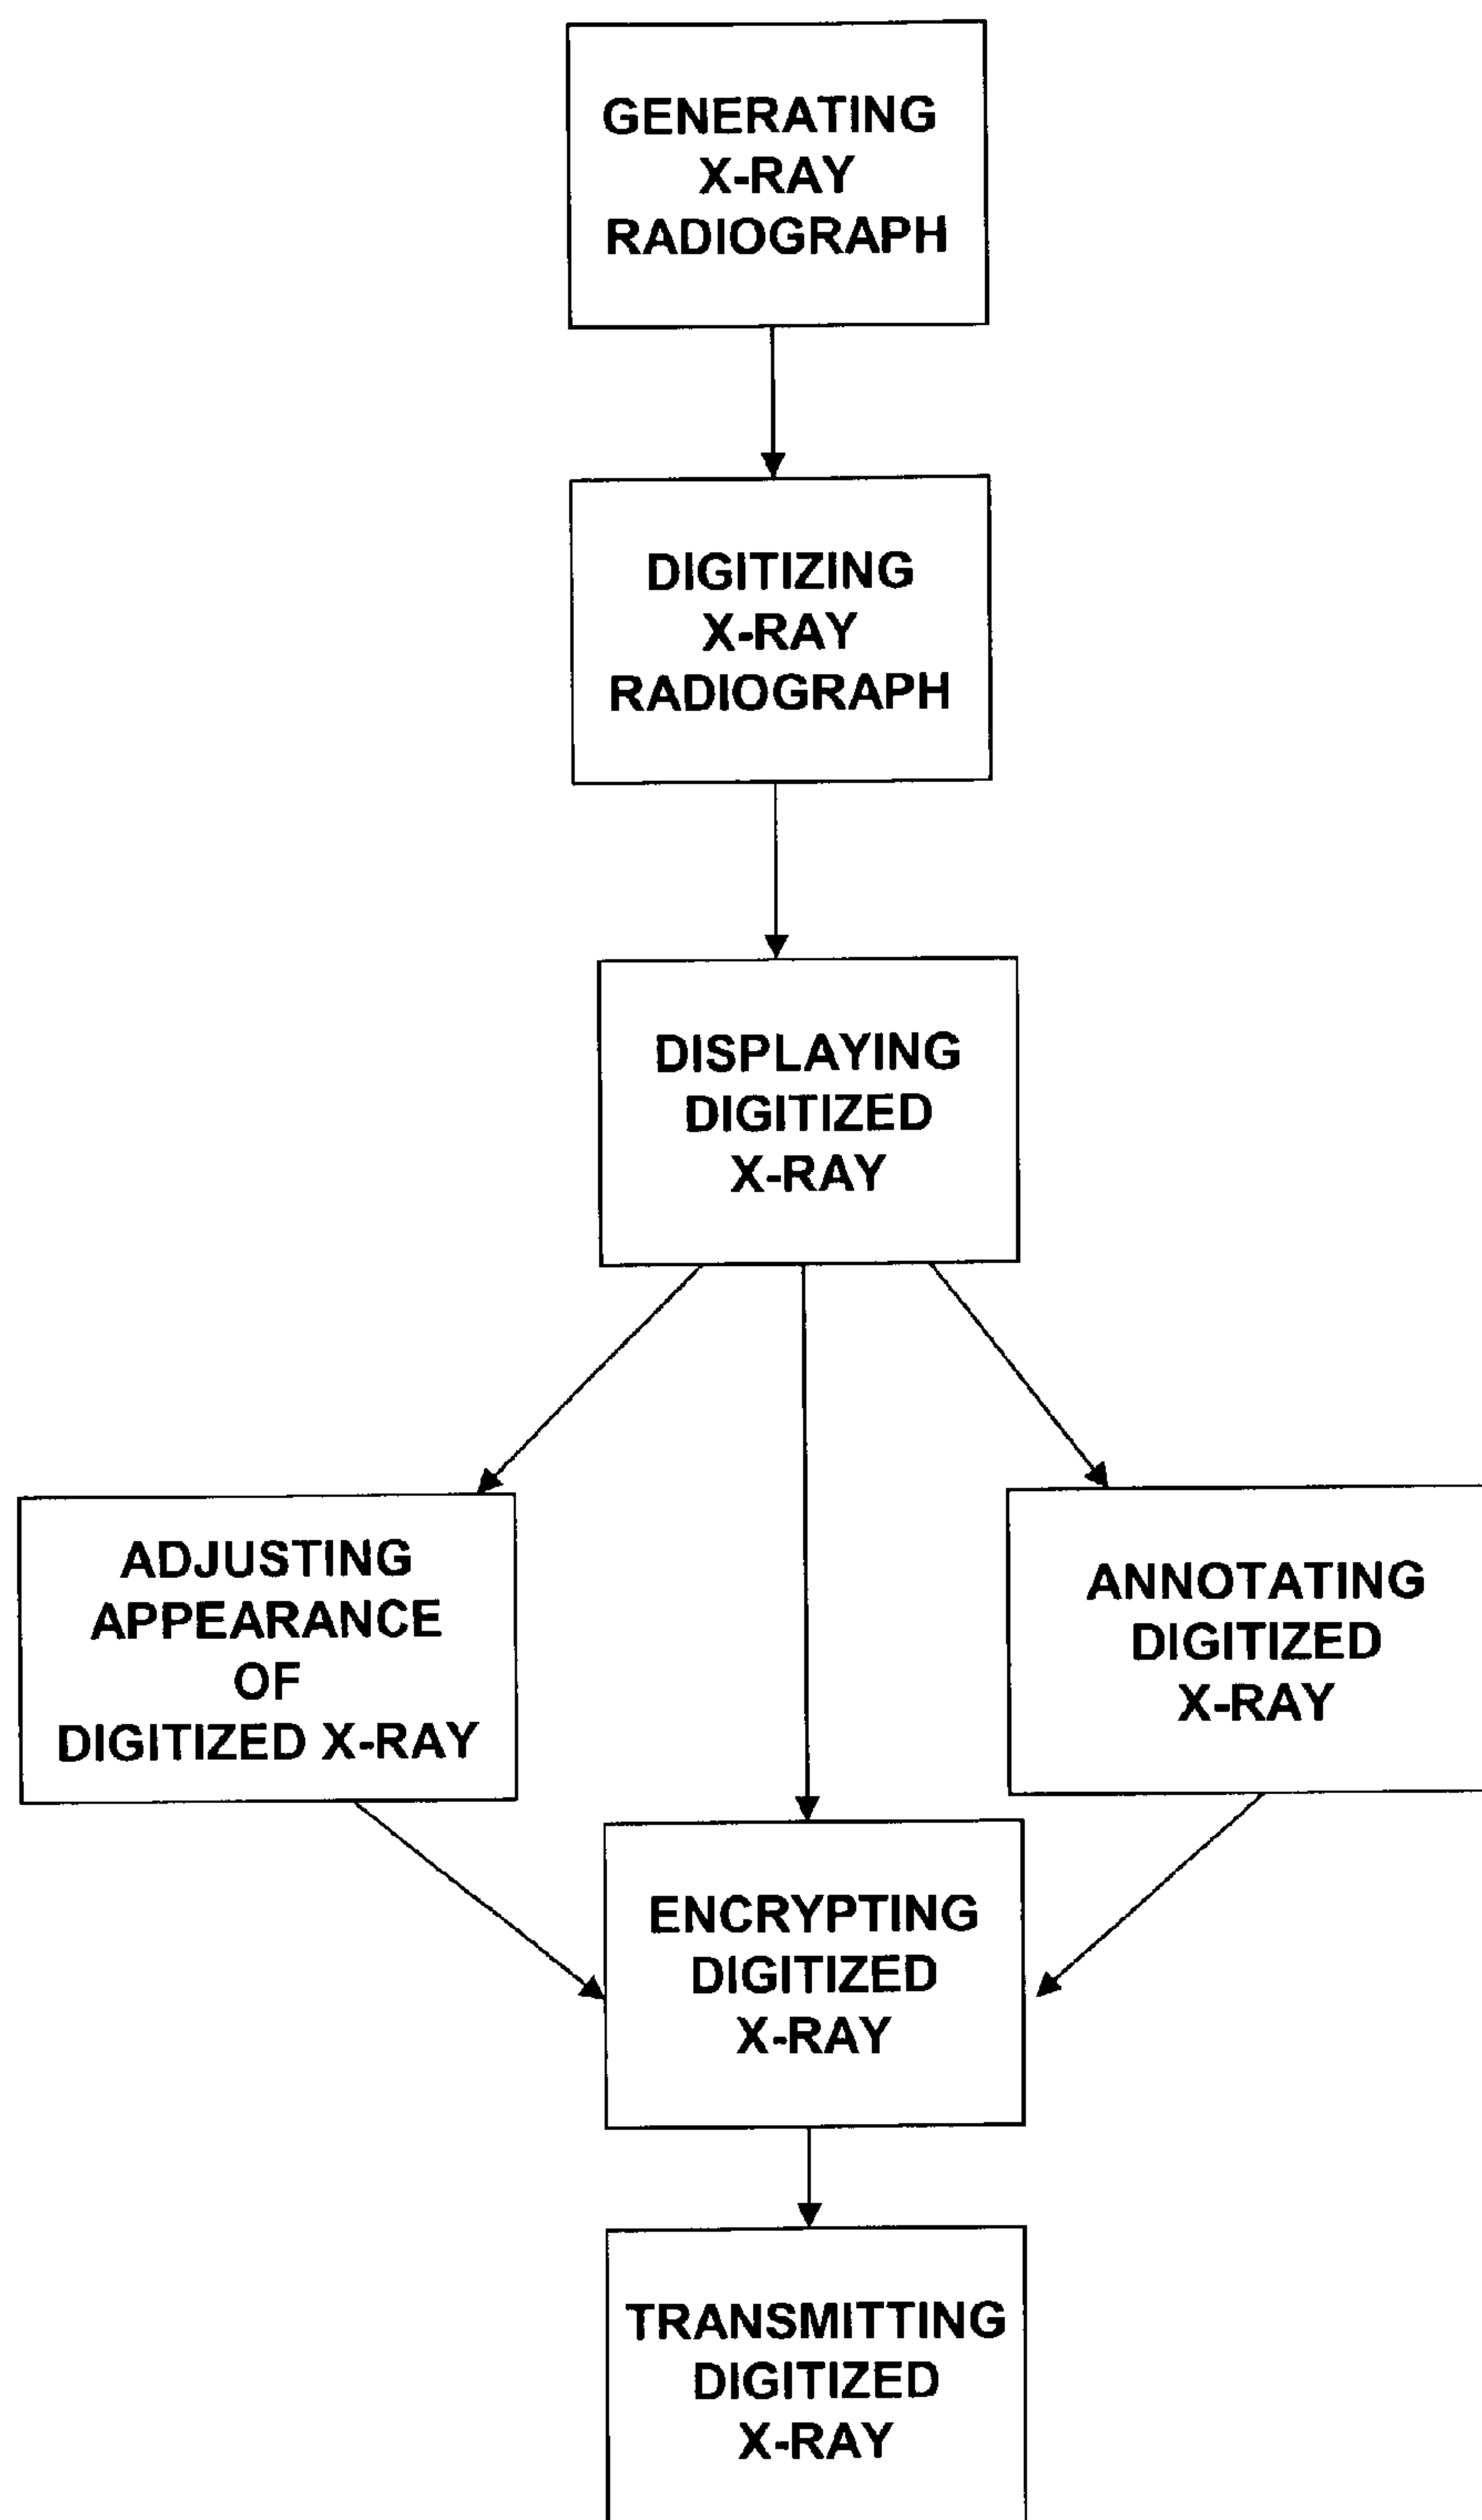 GENERATING
X-RAY
RADIOGRAPH
DIGITIZING
X-RAY
RADIOGRAPH
DISPLAYING
DIGITIZED
X-RAY
ADJUSTING
APPEARANCE
OF
DIGITIZED X-RAY
ANNOTATING
DIGITIZED
X-RAY
ENCRYPTING
DIGITIZED
X-RAY
TRANSMITTING
DIGITIZED
X-RAY